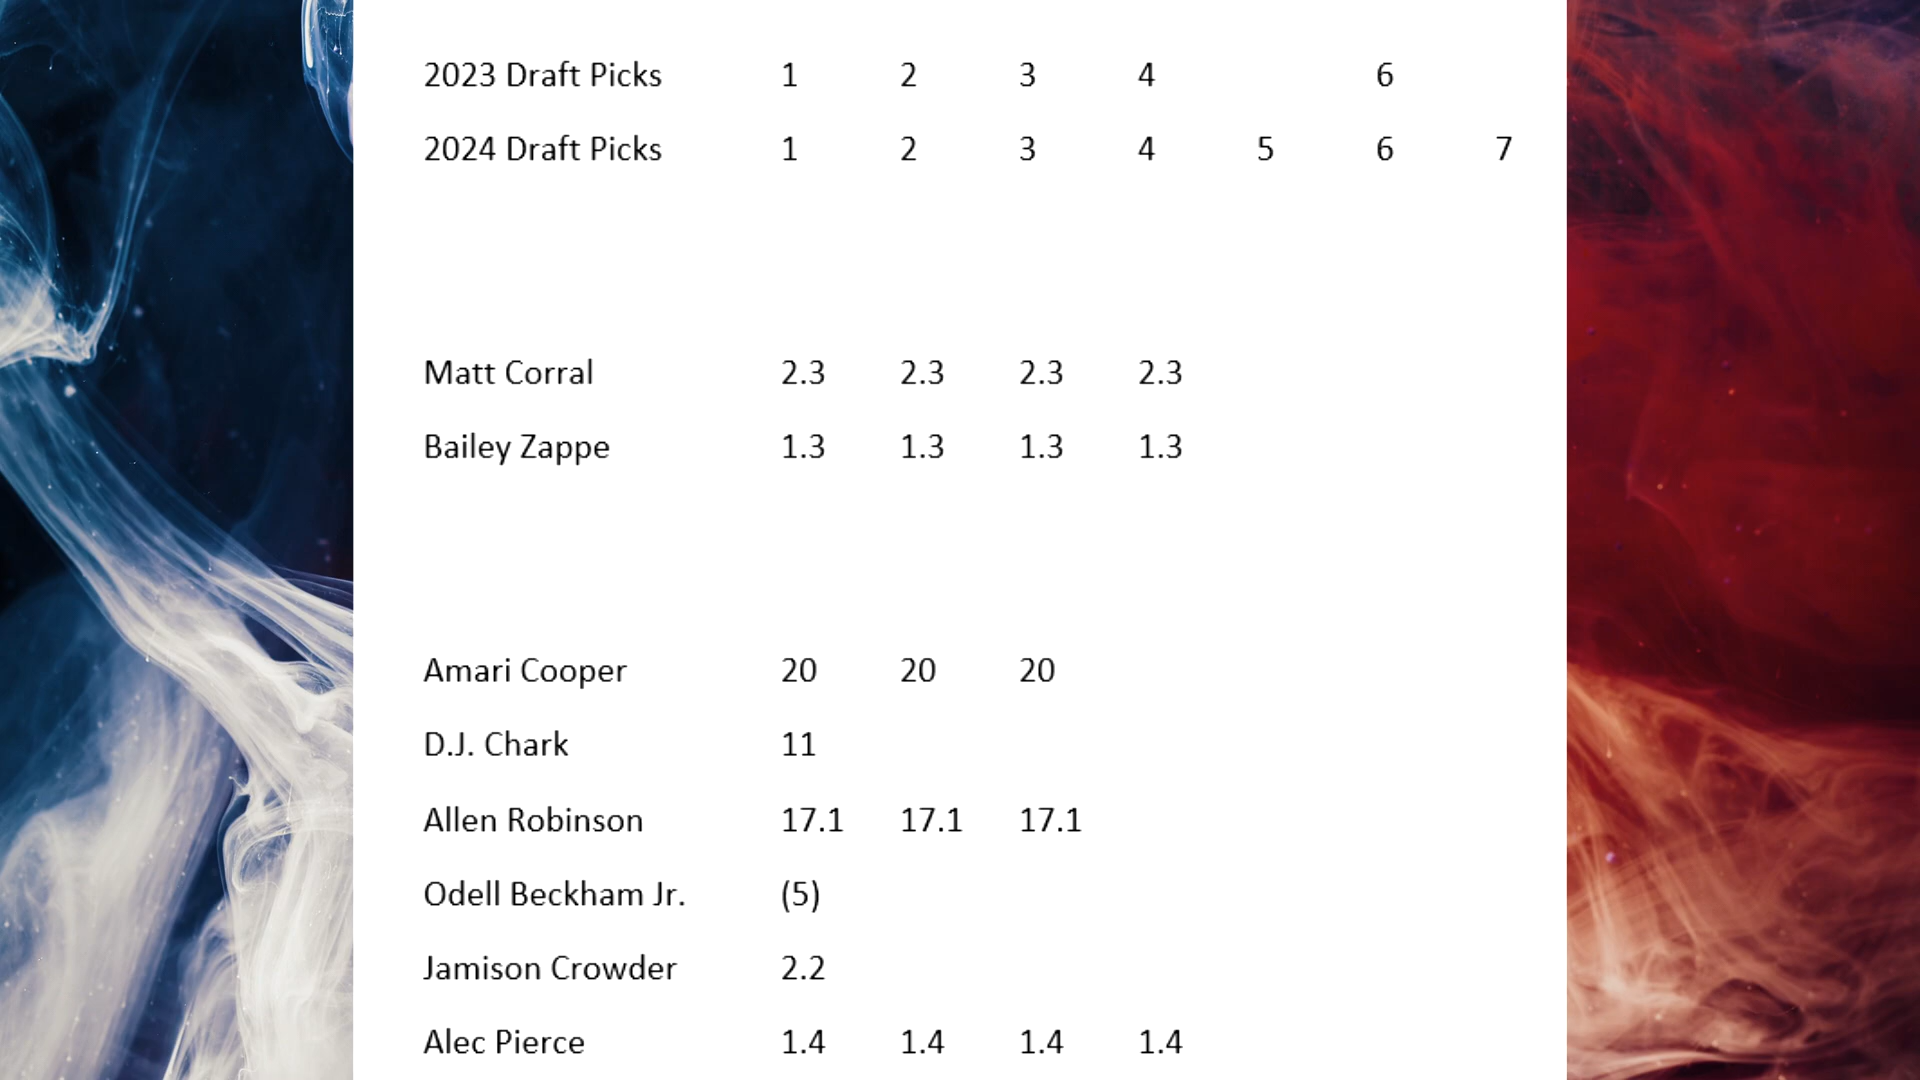 2023 Draft Picks 1 2 3 4 6
2024 Draft Picks 1 2 3 4 5 6 7
Matt Corral 2.3 2.3 2.3 2.3
Bailey Zappe 1.3 1.3 1.3 1.3
Amari Cooper 20 20 20
D.J. Chark 11
Allen Robinson 17.1 17.1 17.1
Odell Beckham Jr. (5)
Jamison Crowder 2.2
Alec Pierce 1.4 1.4 1.4 1.4